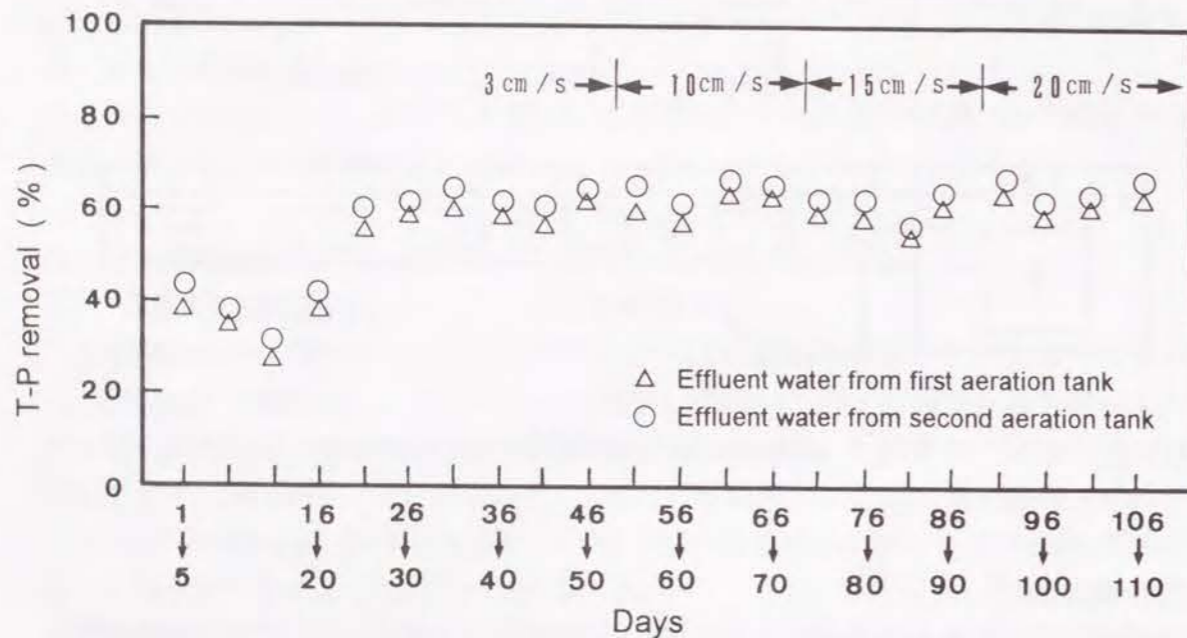 100
80
60
40
20
0
T-P removal (%)
3cm/s 10cm/s 15cm/s 20cm/s
Effluent water from first aeration tank
Effluent water from second aeration tank
1 16 26 36 46 56 66 76 86 96 106
5 20 30 40 50 60 70 80 90 100 110
Days